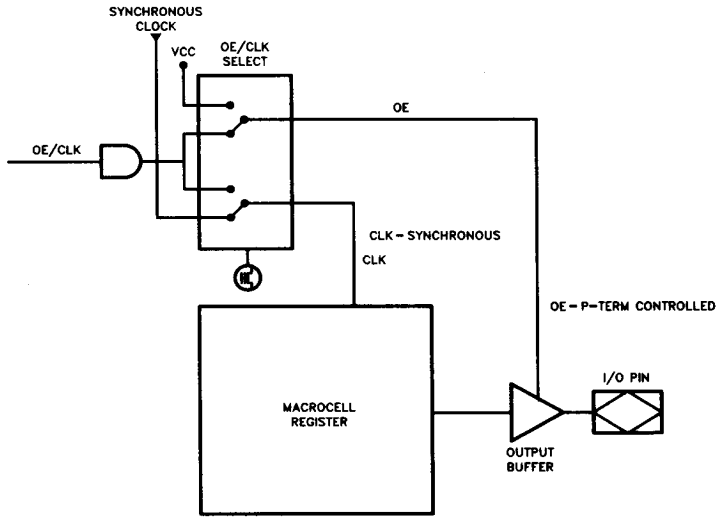 SYNCHRONOUS
CLOCK
VCC
OE/CLK
SELECT
OE
OE/CLK
CLK-SYNCHRONOUS
CLK
OE-P-TERM CONTROLLED
I/O PIN
MACROCELL
REGISTER
OUTPUT
BUFFER